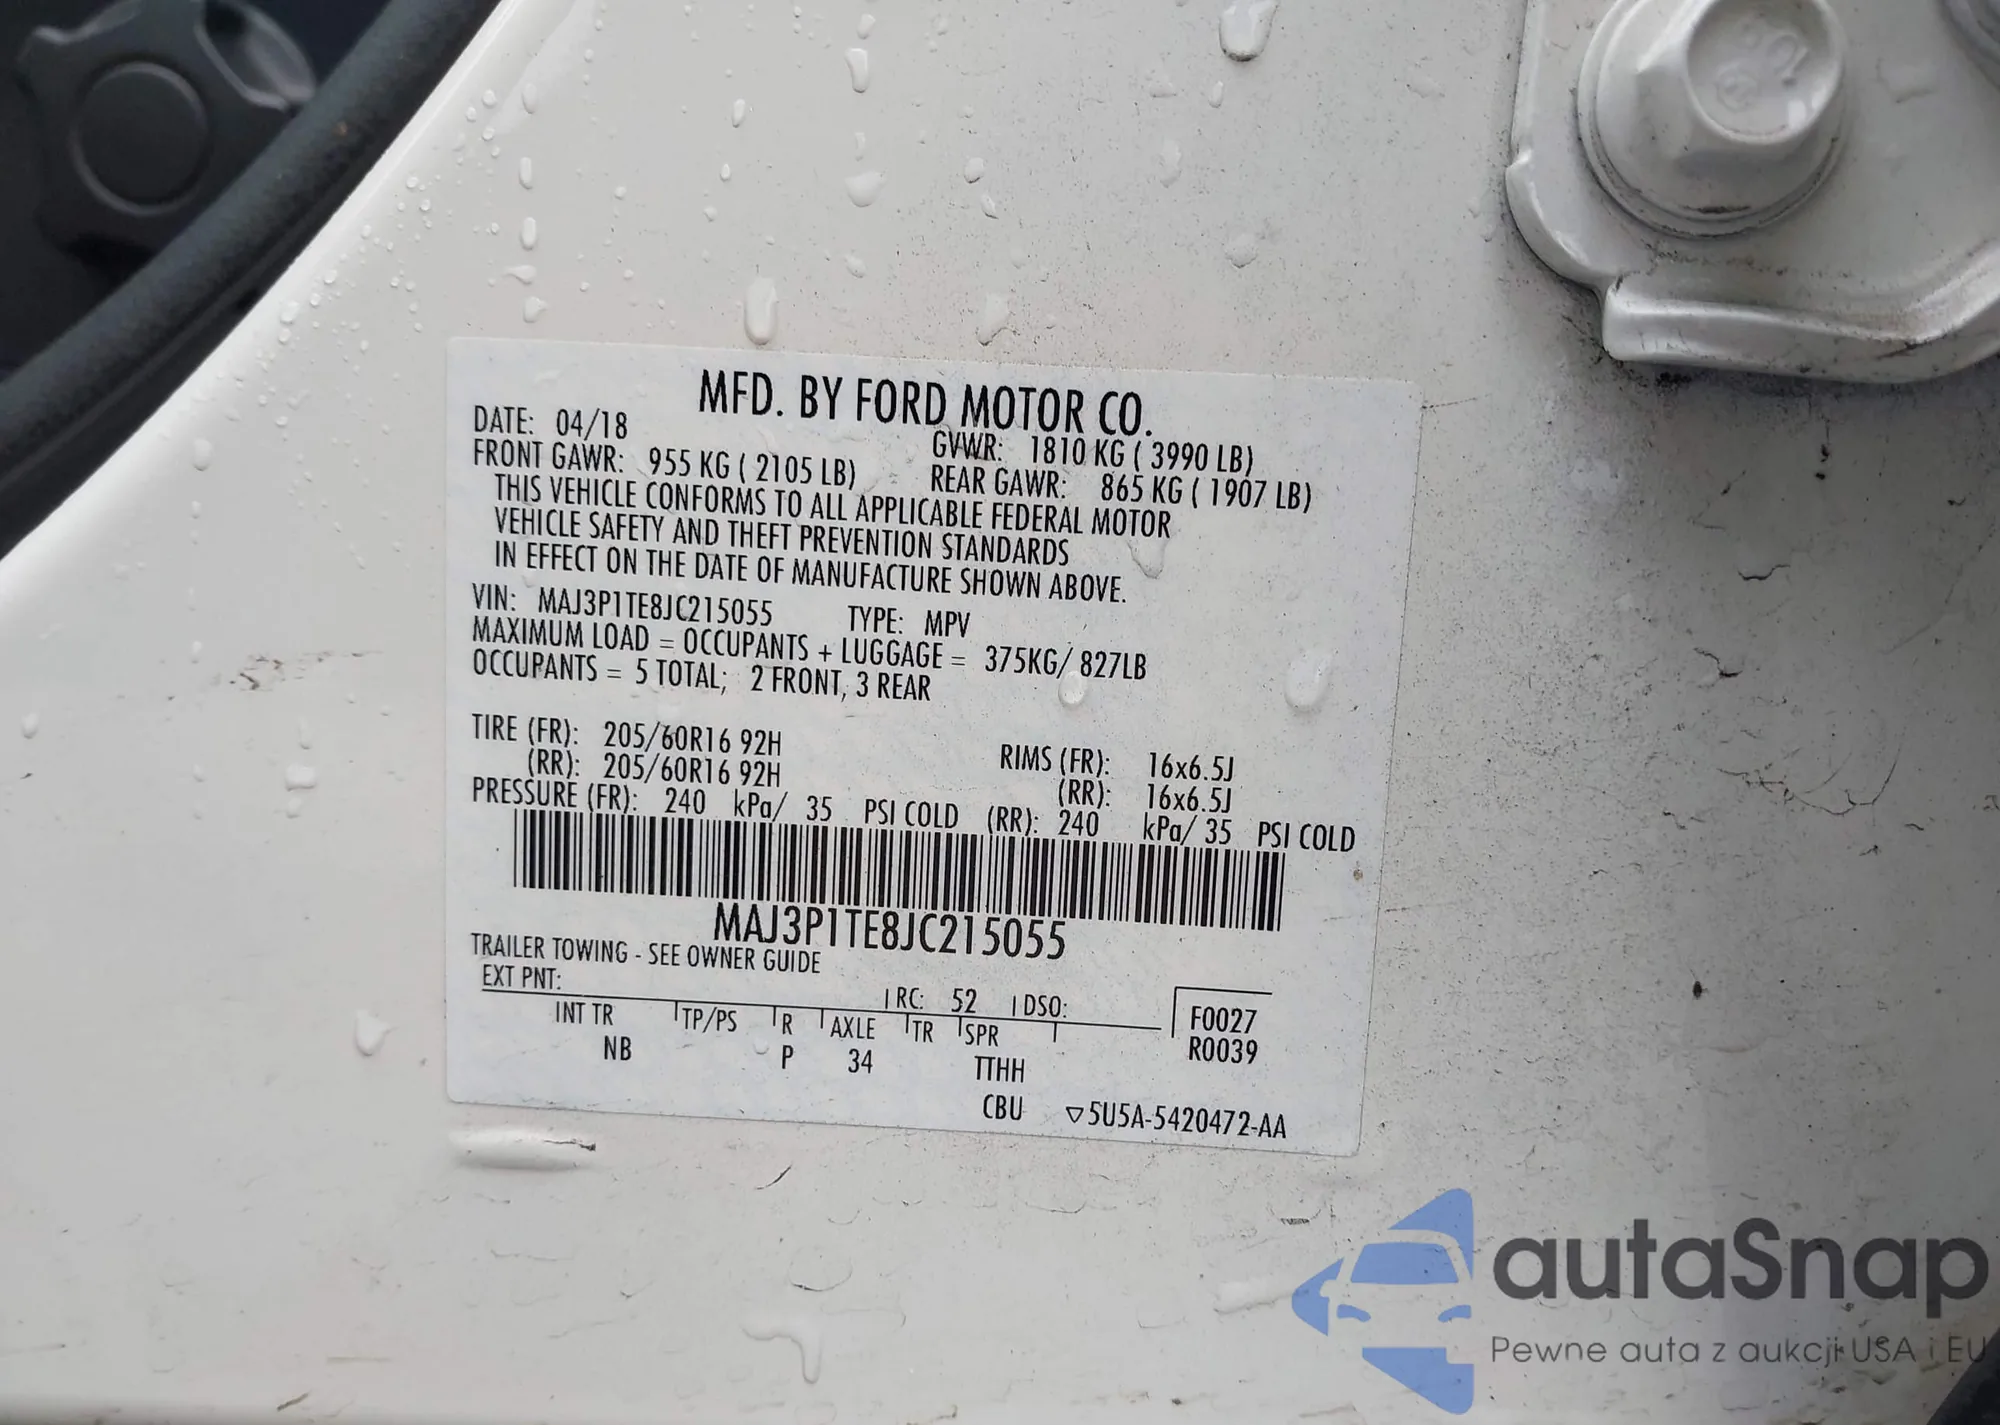 MFD. BY FORD MOTOR CO.
DATE: 04/18 GVWR: 1810 KG ( 3990 LB)
FRONT GAWR: 955 KG ( 2105 LB) REAR GAWR: 865 KG ( 1907 LB)
THIS VEHICLE CONFORMS TO ALL APPLICABLE FEDERAL MOTOR
VEHICLE SAFETY AND THEFT PREVENTION STANDARDS
IN EFFECT ON THE DATE OF MANUFACTURE SHOWN ABOVE.
VIN: MAJ3P1TE8JC215055 TYPE: MPV
MAXIMUM LOAD = OCCUPANTS + LUGGAGE = 375KG/ 827LB
OCCUPANTS = 5 TOTAL; 2 FRONT, 3 REAR
TIRE (FR): 205/60R16 92H RIMS (FR): 16x6.5J
(RR): 205/60R16 92H (RR): 16x6.5J
PRESSURE (FR): 240 kPa/ 35 PSI COLD (RR): 240 kPa/ 35 PSI COLD
MAJ3P1TE8JC215055
TRAILER TOWING - SEE OWNER GUIDE
EXT PNT: RC: 52 DSO: F0027
INT TR TP/PS R AXLE TR SPR R0039
NB P 34 TTHH
CBU ▽5U5A-5420472-AA
autaSnap
Pewne auta z aukcji USA i EU